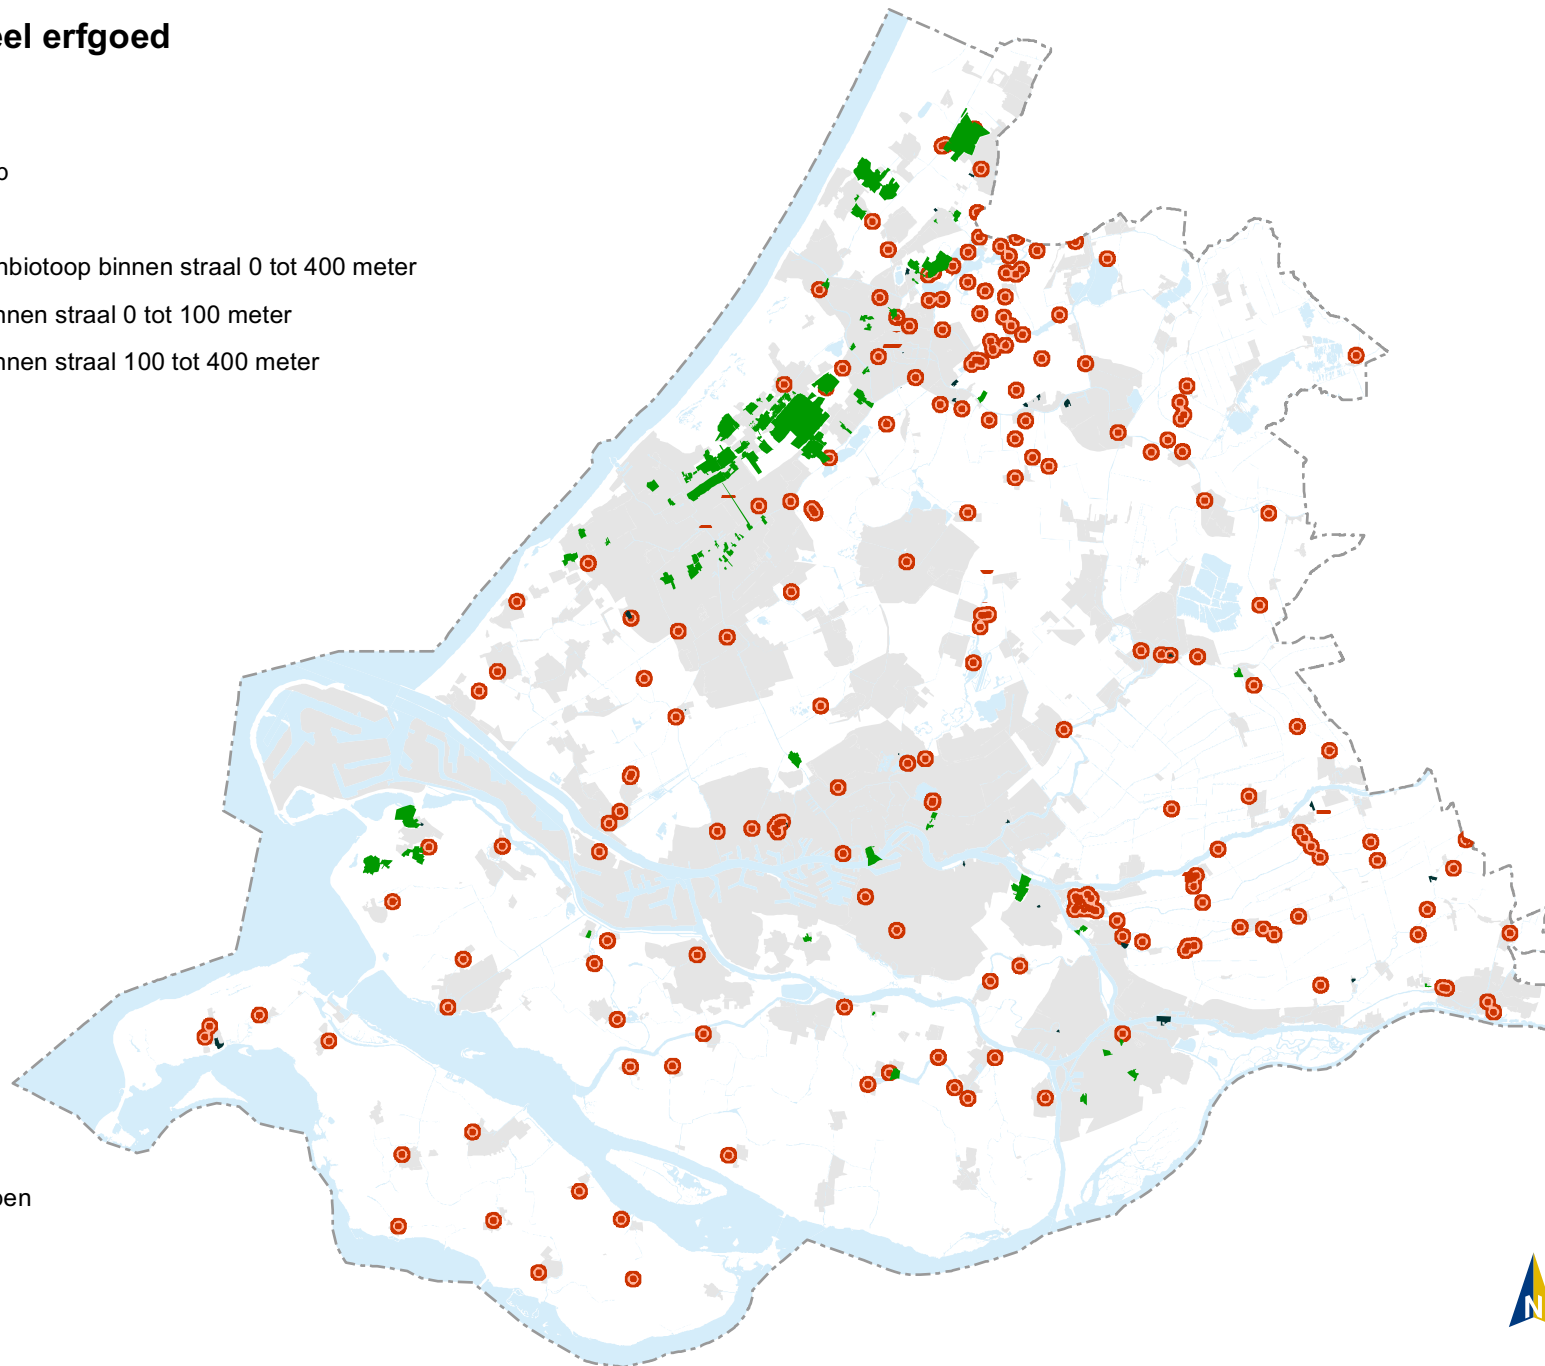 eel erfgoed
o
nbiotoop binnen straal 0 tot 400 meter
nnen straal 0 tot 100 meter
nnen straal 100 tot 400 meter
pen
N